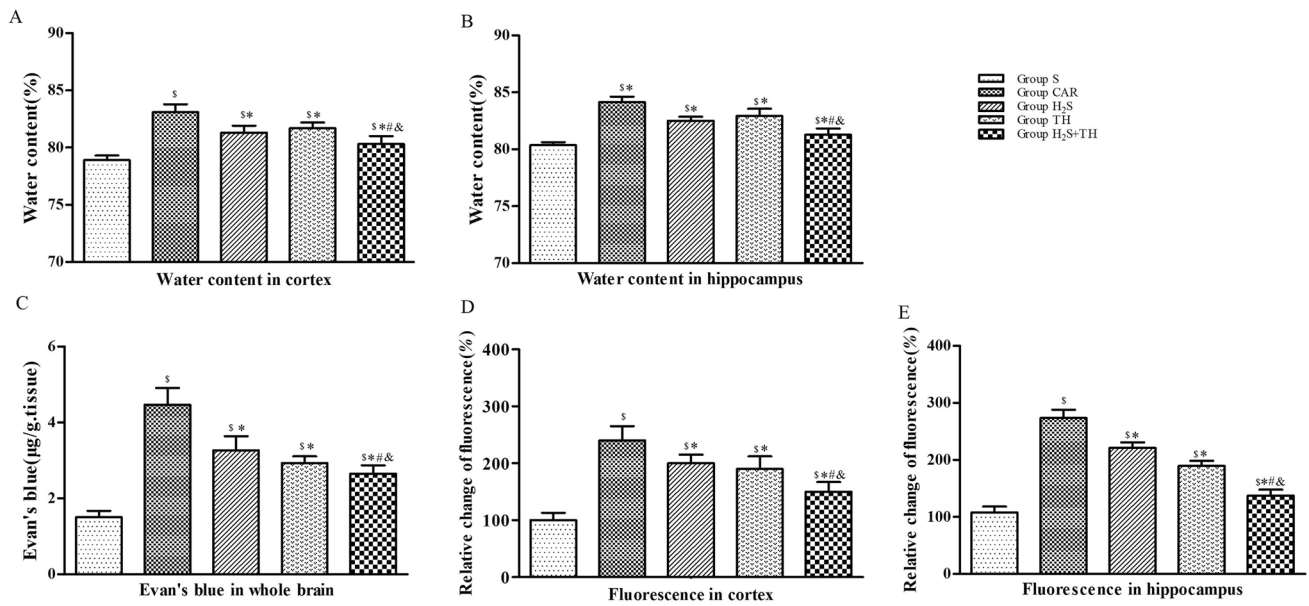 A
90
85
80
75
70
Water content(%)
$
$*
$*
$*#&
Water content in cortex
B
90
85
80
75
70
Water content(%)
$*
$*
$*
$*#&
Water content in hippocampus
Group S
Group CAR
Group H₂S
Group TH
Group H₂S+TH
C
6
4
2
0
Evan's blue(μg/g.tissue)
$
$*
$*
$*#&
Evan's blue in whole brain
D
400
300
200
100
0
Relative change of fluorescence(%)
$
$*
$*
$*#&
Fluorescence in cortex
E
400
300
200
100
0
Relative change of fluorescence(%)
$
$*
$*
$*#&
Fluorescence in hippocampus